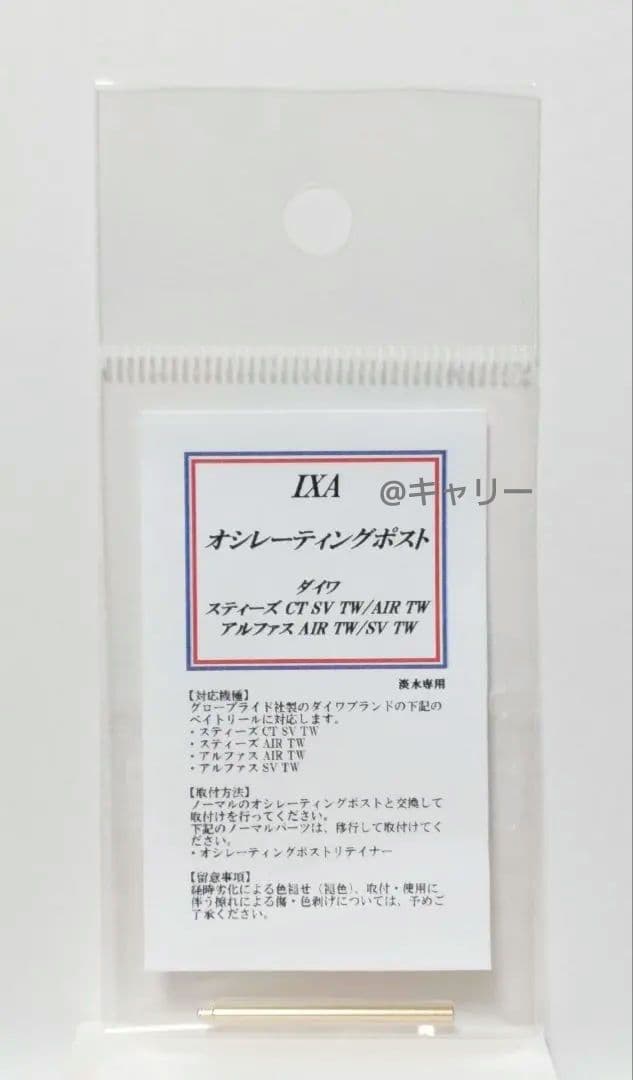 IXA
@キャリー
オシレーティングポスト
ダイワ
スティーズ CT SV TW/AIR TW
アルファス AIR TW/SV TW
淡水専用
【対応機種】
グローブライド社製のダイワブランドの下記の
ベイトリールに対応します。
・スティーズ CT SV TW
・スティーズ AIR TW
・アルファス AIR TW
・アルファス SV TW
【取付方法】
ノーマルのオシレーティングポストと交換して
取付けを行ってください。
下記のノーマルパーツは、移行して取付けてく
ださい。
・オシレーティングポストリテイナー
【留意事項】
経時劣化による色褪せ（褪色）、取付・使用に
伴う擦れによる傷・色剥げについては、予めご
了承ください。